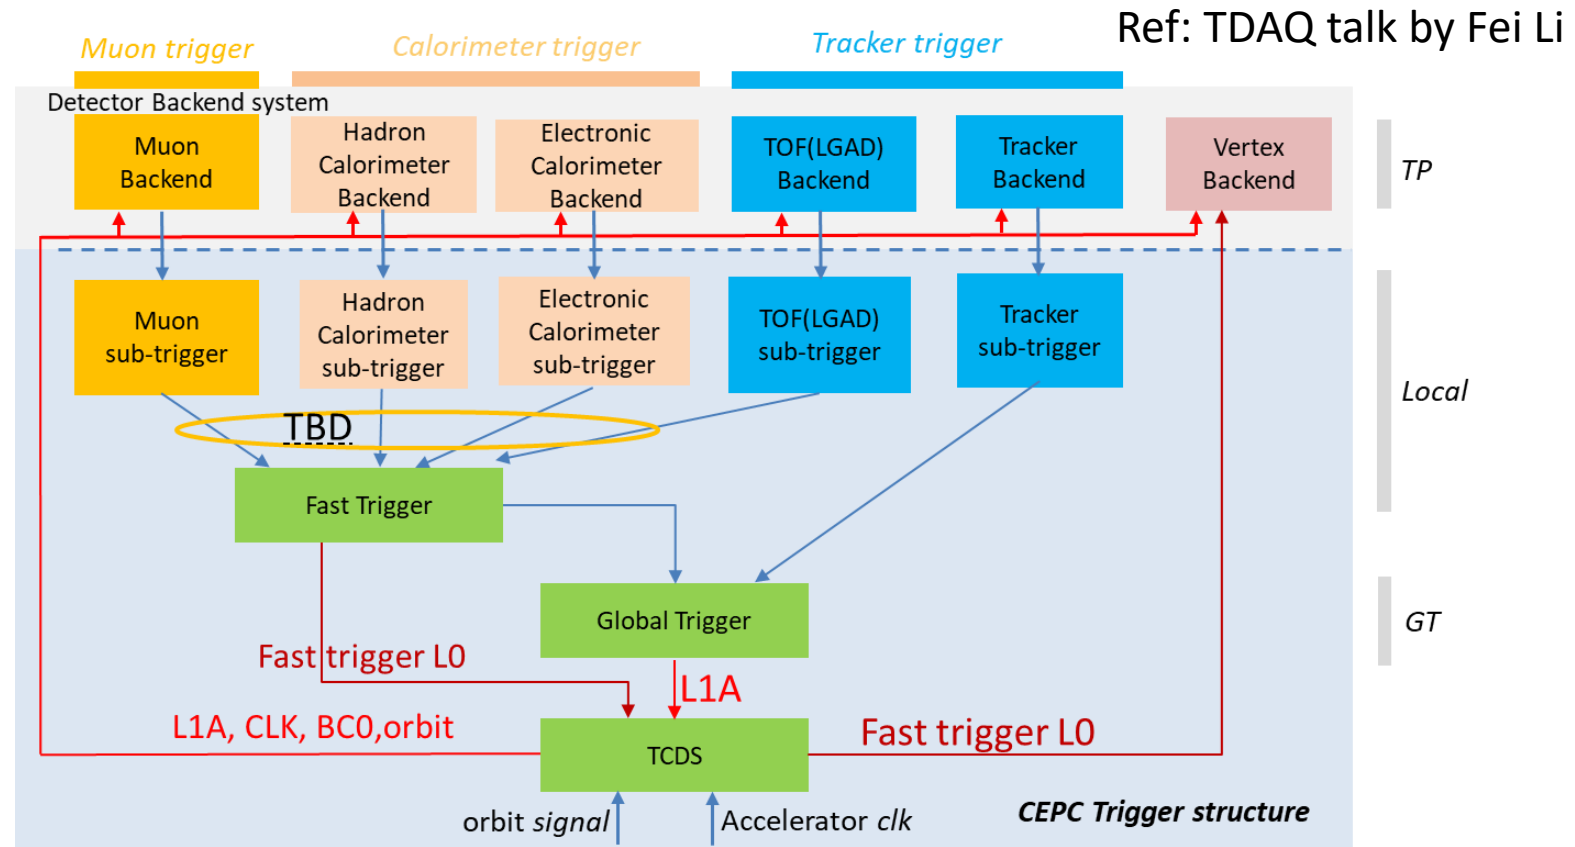 Ref: TDAQ talk by Fei Li
Muon trigger
Calorimeter trigger
Tracker trigger
Detector Backend system
Muon
Backend
Hadron
Calorimeter
Backend
Electronic
Calorimeter
Backend
TOF(LGAD)
Backend
Tracker
Backend
Vertex
Backend
TP
Muon
sub-trigger
Hadron
Calorimeter
sub-trigger
Electronic
Calorimeter
sub-trigger
TOF(LGAD)
sub-trigger
Tracker
sub-trigger
Local
TBD
Fast Trigger
Global Trigger
GT
Fast trigger L0
L1A
L1A, CLK, BC0,orbit
TCDS
Fast trigger L0
orbit signal
Accelerator clk
CEPC Trigger structure